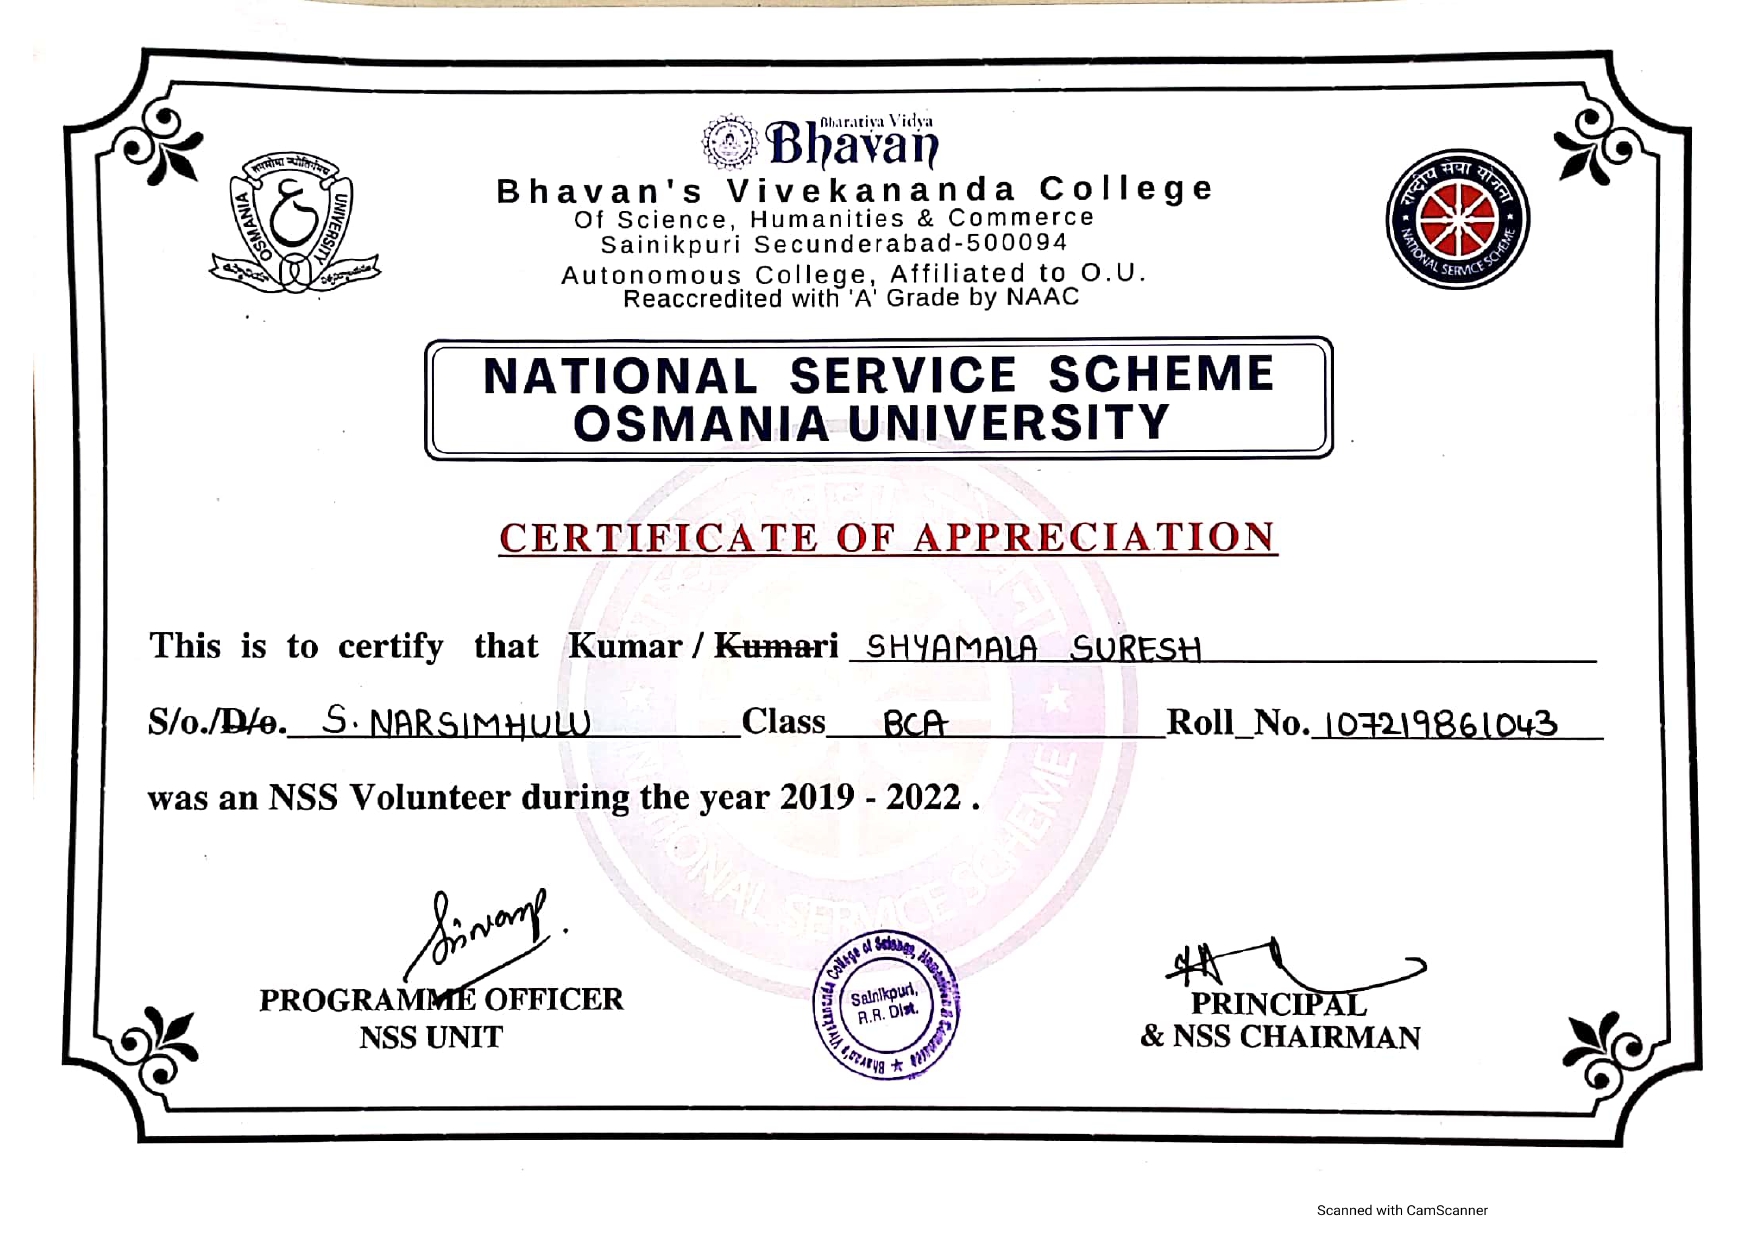 Bharatiya Vidya
Bhavan
Bhavan's Vivekananda College
Of Science, Humanities & Commerce
Sainikpuri Secunderabad-500094
Autonomous College, Affiliated to O.U.
Reaccredited with 'A' Grade by NAAC
OSMANIA UNIVERSITY
राष्ट्रीय सेवा योजना
NATIONAL SERVICE SCHEME
NATIONAL SERVICE SCHEME
OSMANIA UNIVERSITY
CERTIFICATE OF APPRECIATION
This is to certify that Kumar / Kumari SHYAMALA SURESH
S/o./D/o. S. NARSIMHULU Class BCA Roll No. 107219861043
was an NSS Volunteer during the year 2019 - 2022 .
NATIONAL SERVICE SCHEME
PROGRAMME OFFICER
NSS UNIT
Bhavan's Vivekananda College of Science, Humanities & Commerce
Sainikpuri,
R.R. Dist.
PRINCIPAL
& NSS CHAIRMAN
Scanned with CamScanner